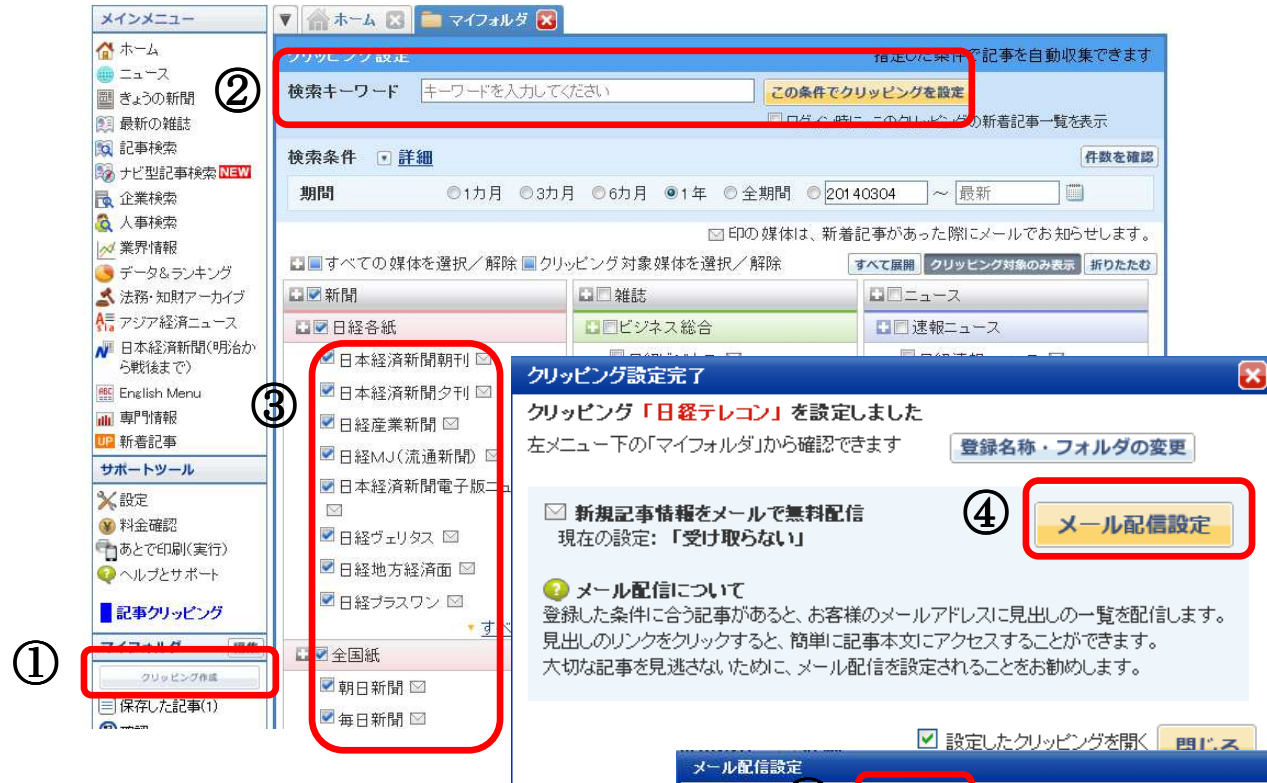 メインメニュー
ホーム
ニュース
きょうの新聞
最新の雑誌
記事検索
ナビ型記事検索 NEW
企業検索
人事検索
業界情報
データ&ランキング
法務・知財アーカイブ
アジア経済ニュース
日本経済新聞(明治か
ら戦後まで)
English Menu
専門情報
UP 新着記事
サポートツール
設定
料金確認
あとで印刷(実行)
ヘルプとサポート
記事クリッピング
①
マイフォルダ 編集
クリッピング作成
保存した記事(1)
▼ ホーム マイフォルダ
クリッピング設定 指定した条件で記事を自動収集できます
②
検索キーワード キーワードを入力してください この条件でクリッピングを設定
ログイン時に、このクリッピングの新着記事一覧を表示
検索条件 詳細 件数を確認
期間 1カ月 3カ月 6カ月 1年 全期間 20140304 ~ 最新
印の媒体は、新着記事があった際にメールでお知らせします。
すべての媒体を選択/解除 クリッピング対象媒体を選択/解除 すべて展開 クリッピング対象のみ表示 折りたたむ
新聞 雑誌 ニュース
日経各紙 ビジネス総合 速報ニュース
③
日本経済新聞朝刊
日本経済新聞夕刊
日経産業新聞
日経MJ(流通新聞)
日本経済新聞電子版ニュ
日経ヴェリタス
日経地方経済面
日経プラスワン
すべ
全国紙
朝日新聞
毎日新聞
クリッピング設定完了
クリッピング「日経テレコン」を設定しました
左メニュー下の「マイフォルダ」から確認できます 登録名称・フォルダの変更
④
新規記事情報をメールで無料配信 メール配信設定
現在の設定:「受け取らない」
メール配信について
登録した条件に合う記事があると、お客様のメールアドレスに見出しの一覧を配信します。
見出しのリンクをクリックすると、簡単に記事本文にアクセスすることができます。
大切な記事を見逃さないために、メール配信を設定されることをお勧めします。
設定したクリッピングを開く 閉じる
メール配信設定